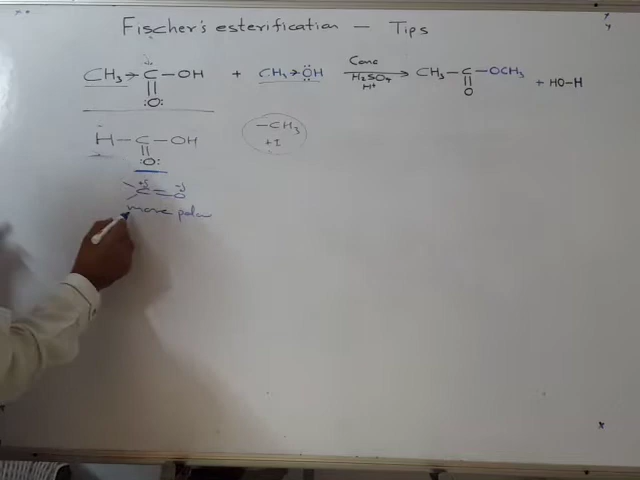 Fischer's esterification — Tips
CH₃→C—OH + CH₃→ÖH Conc H₂SO₄ H⁺ → CH₃—C—OCH₃ + HO–H
‖ :O: ‖ O
H—C—OH —CH₃
‖ :O: +I
+δ -δ
C=O
more polar